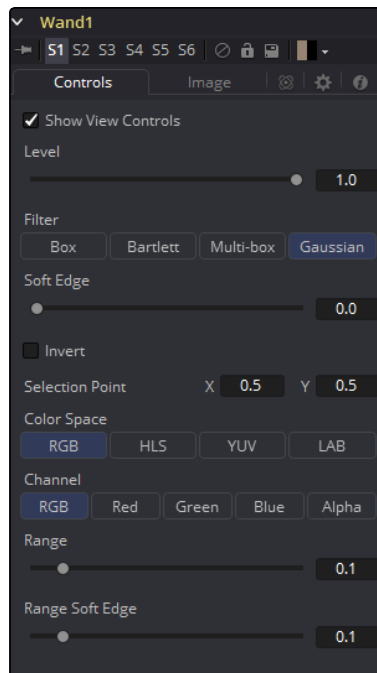 Wand1
S1 S2 S3 S4 S5 S6
Controls Image
Show View Controls
Level
1.0
Filter
Box Bartlett Multi-box Gaussian
Soft Edge
0.0
Invert
Selection Point X 0.5 Y 0.5
Color Space
RGB HLS YUV LAB
Channel
RGB Red Green Blue Alpha
Range
0.1
Range Soft Edge
0.1